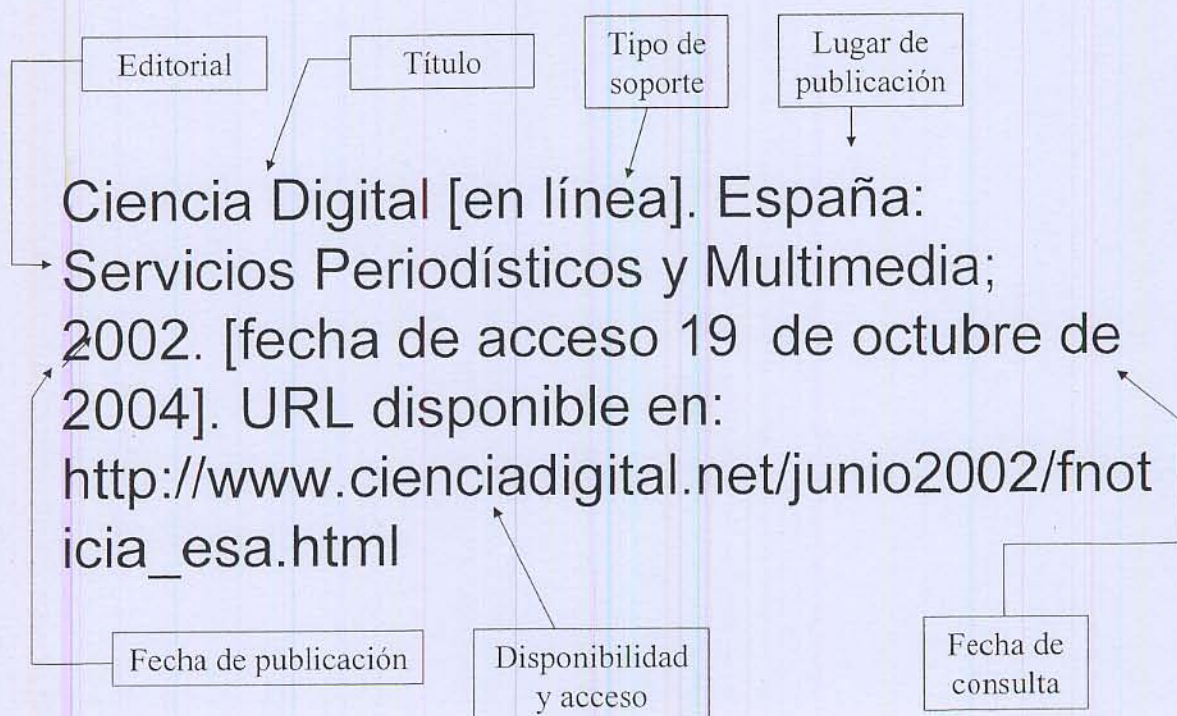 Editorial
Título
Tipo de
soporte
Lugar de
publicación
Ciencia Digital [en línea]. España:
Servicios Periodísticos y Multimedia;
2002. [fecha de acceso 19 de octubre de
2004]. URL disponible en:
http://www.cienciadigital.net/junio2002/fnot
icia_esa.html
Fecha de publicación
Disponibilidad
y acceso
Fecha de
consulta